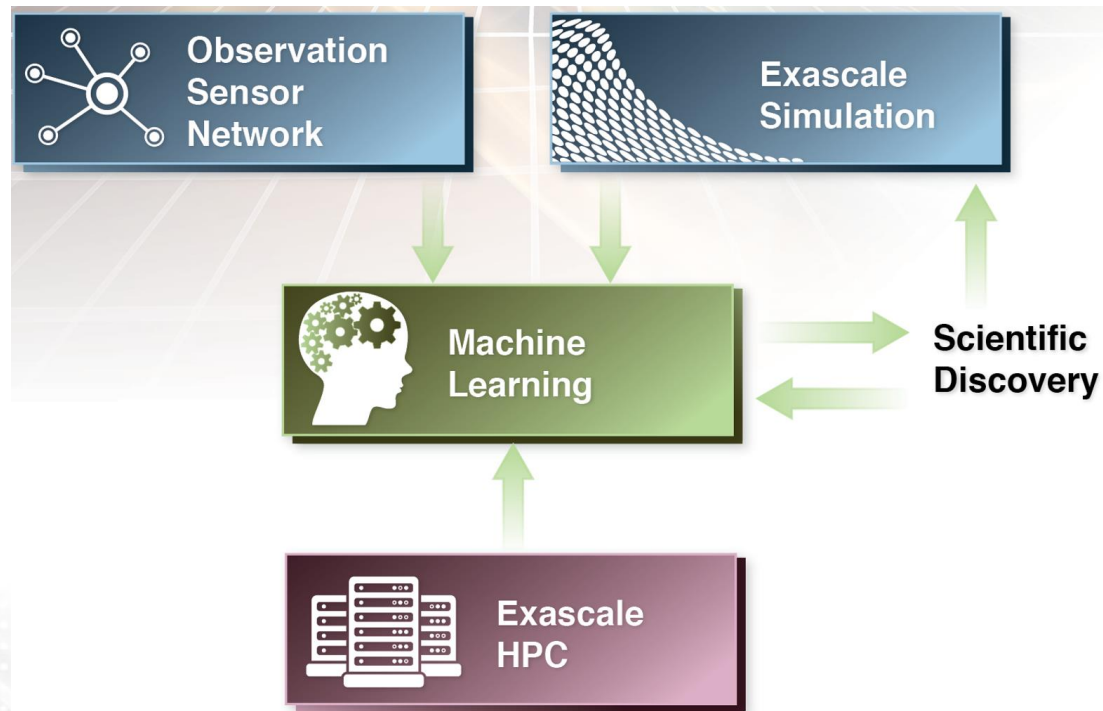 Observation
Sensor
Network
Exascale
Simulation
Machine
Learning
Scientific
Discovery
Exascale
HPC